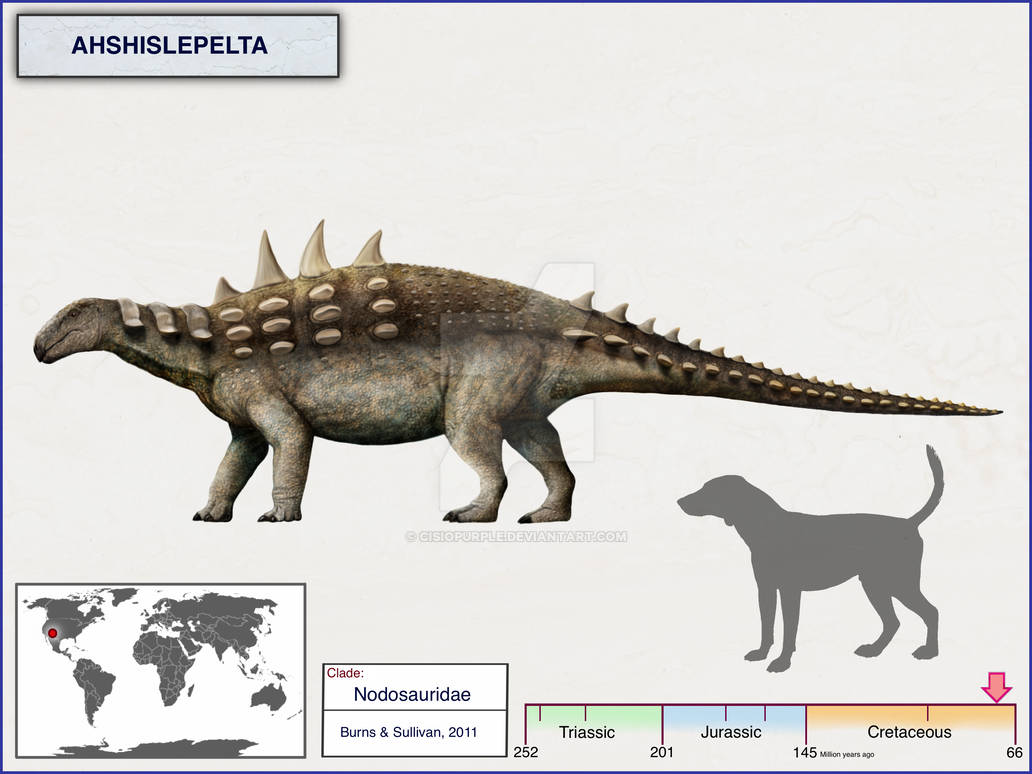 AHSHISLEPELTA
© CISIOPURPLE.DEVIANTART.COM
Clade:
Nodosauridae
Burns & Sullivan, 2011
Triassic
Jurassic
Cretaceous
252
201
145 Million years ago
66